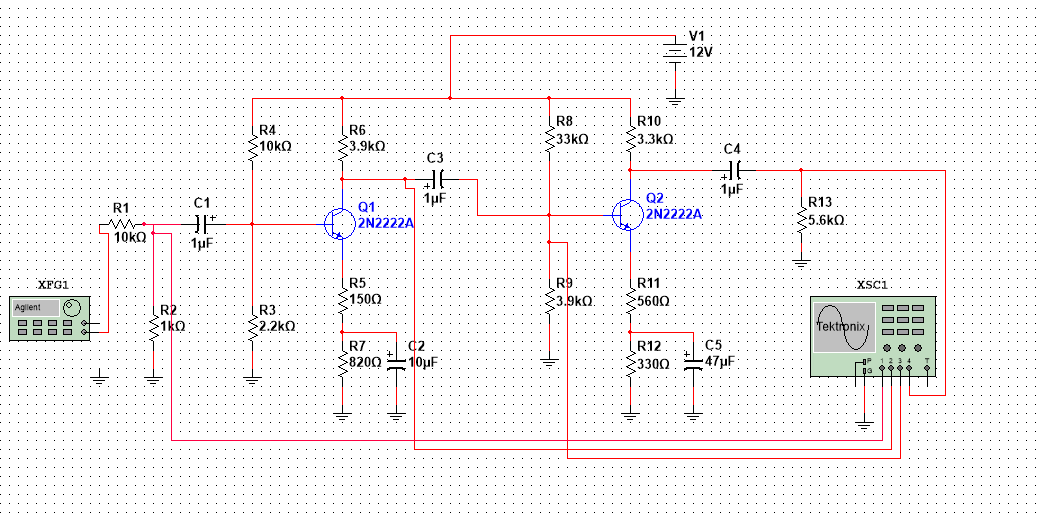 V1
12V
R4
10kΩ
R6
3.9kΩ
R8
33kΩ
R10
3.3kΩ
C3
1µF
C4
1µF
R1
10kΩ
C1
1µF
Q1
2N2222A
Q2
2N2222A
R13
5.6kΩ
XFG1
Agilent
R2
1kΩ
R3
2.2kΩ
R5
150Ω
R7
820Ω
C2
10µF
R9
3.9kΩ
R11
560Ω
R12
330Ω
C5
47µF
XSC1
Tektronix
P
G
1 2 3 4 T